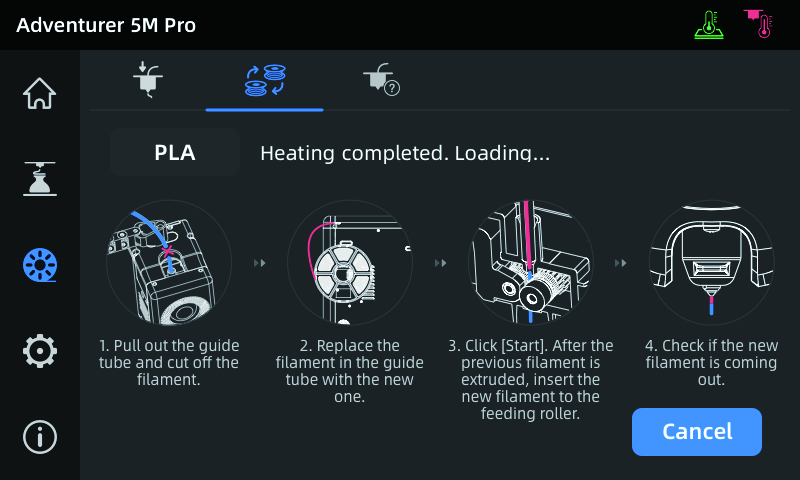 Adventurer 5M Pro
?
PLA
Heating completed. Loading...
1. Pull out the guide
tube and cut off the
filament.
2. Replace the
filament in the guide
tube with the new
one.
3. Click [Start]. After the
previous filament is
extruded, insert the
new filament to the
feeding roller.
4. Check if the new
filament is coming
out.
Cancel